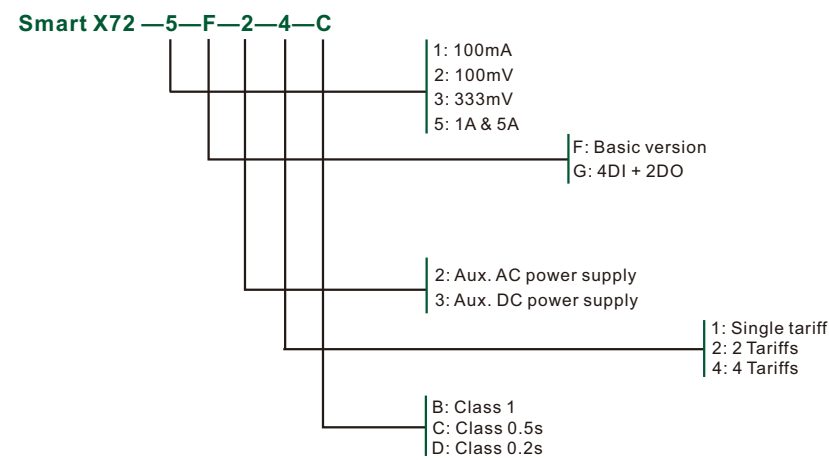 Smart X72 —5—F—2—4—C
1: 100mA
2: 100mV
3: 333mV
5: 1A & 5A
F: Basic version
G: 4DI + 2DO
2: Aux. AC power supply
3: Aux. DC power supply
1: Single tariff
2: 2 Tariffs
4: 4 Tariffs
B: Class 1
C: Class 0.5s
D: Class 0.2s